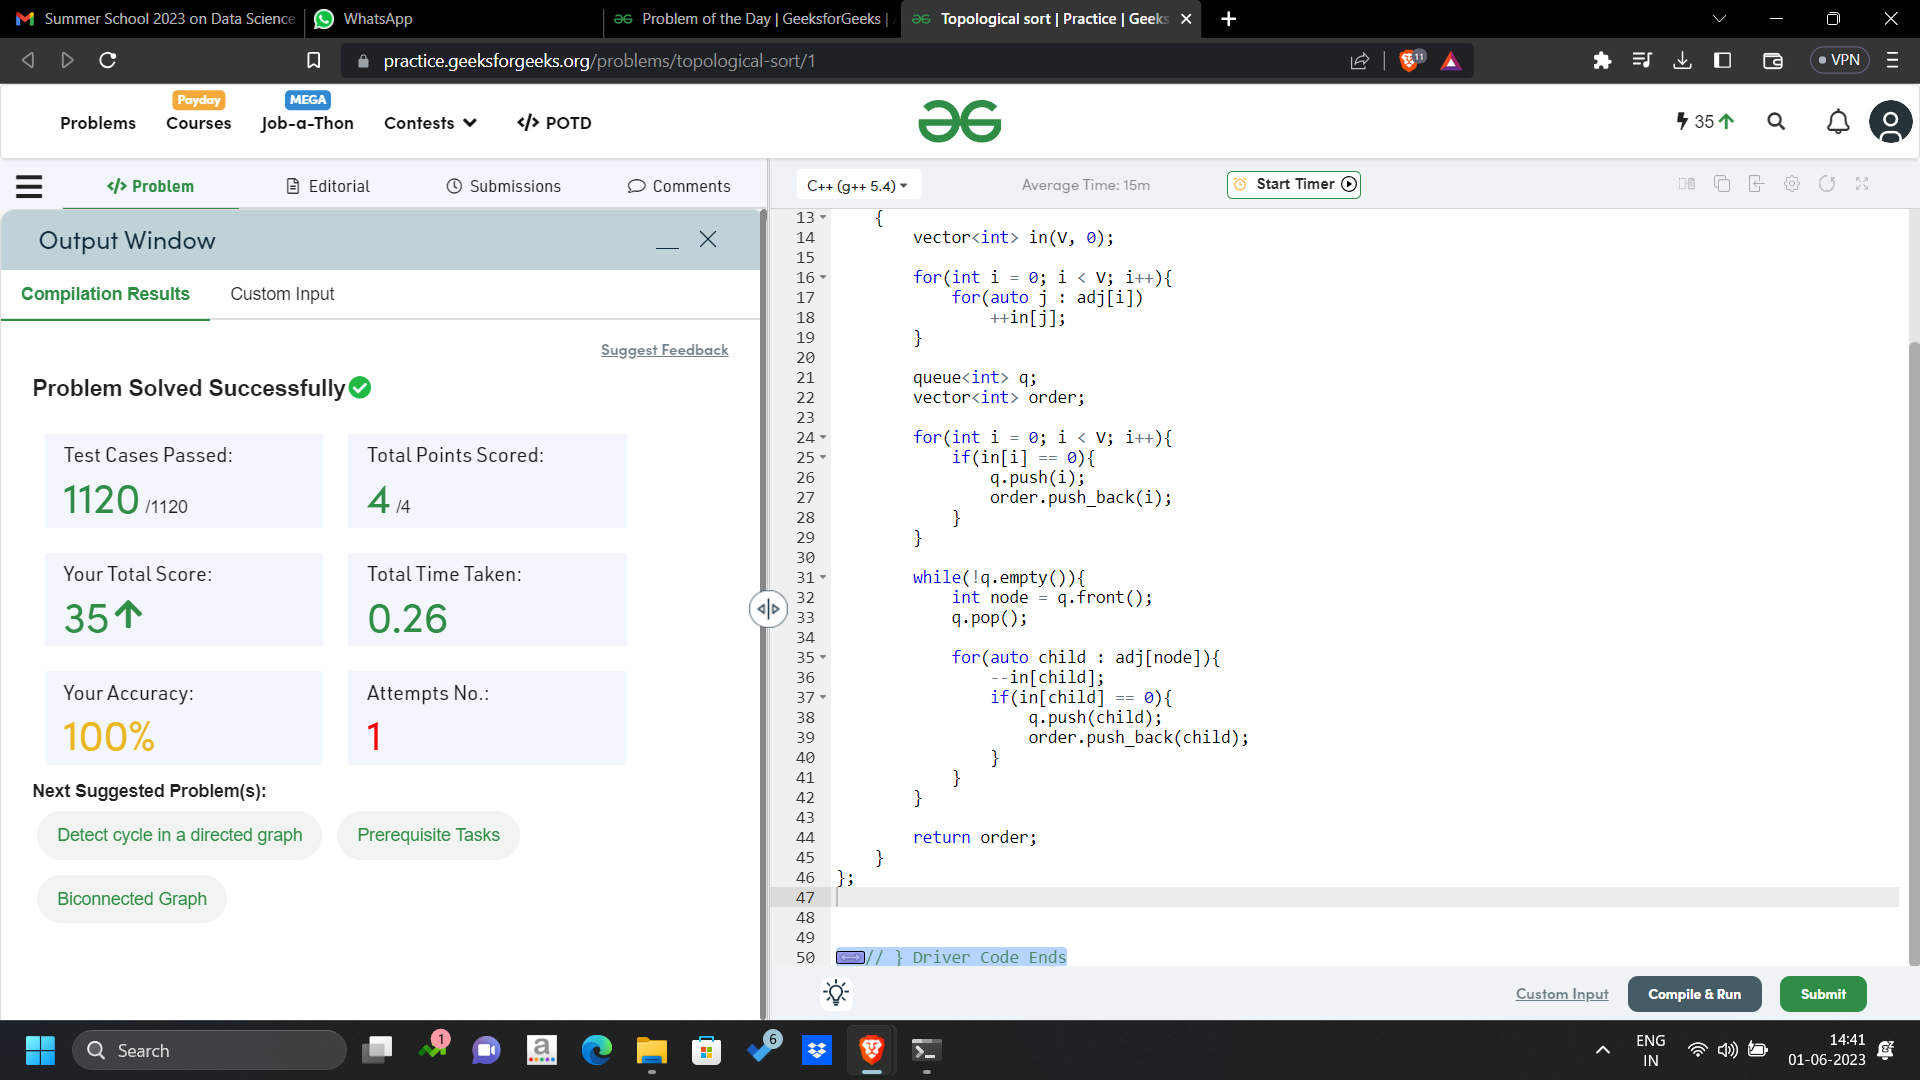 Summer School 2023 on Data Science
WhatsApp
Problem of the Day | GeeksforGeeks |
Topological sort | Practice | Geeks
practice.geeksforgeeks.org/problems/topological-sort/1
11
VPN
Payday
MEGA
Problems
Courses
Job-a-Thon
Contests
</> POTD
35
</> Problem
Editorial
Submissions
Comments
C++ (g++ 5.4)
Average Time: 15m
Start Timer
Output Window
Compilation Results
Custom Input
Suggest Feedback
Problem Solved Successfully
Test Cases Passed:
1120 /1120
Total Points Scored:
4 /4
Your Total Score:
35
Total Time Taken:
0.26
Your Accuracy:
100%
Attempts No.:
1
Next Suggested Problem(s):
Detect cycle in a directed graph
Prerequisite Tasks
Biconnected Graph
13 {
14 vector<int> in(V, 0);
15
16 for(int i = 0; i < V; i++){
17 for(auto j : adj[i])
18 ++in[j];
19 }
20
21 queue<int> q;
22 vector<int> order;
23
24 for(int i = 0; i < V; i++){
25 if(in[i] == 0){
26 q.push(i);
27 order.push_back(i);
28 }
29 }
30
31 while(!q.empty()){
32 int node = q.front();
33 q.pop();
34
35 for(auto child : adj[node]){
36 --in[child];
37 if(in[child] == 0){
38 q.push(child);
39 order.push_back(child);
40 }
41 }
42 }
43
44 return order;
45 }
46 };
47
48
49
50 // } Driver Code Ends
Custom Input
Compile & Run
Submit
Search
1
a
6
ENG
IN
14:41
01-06-2023